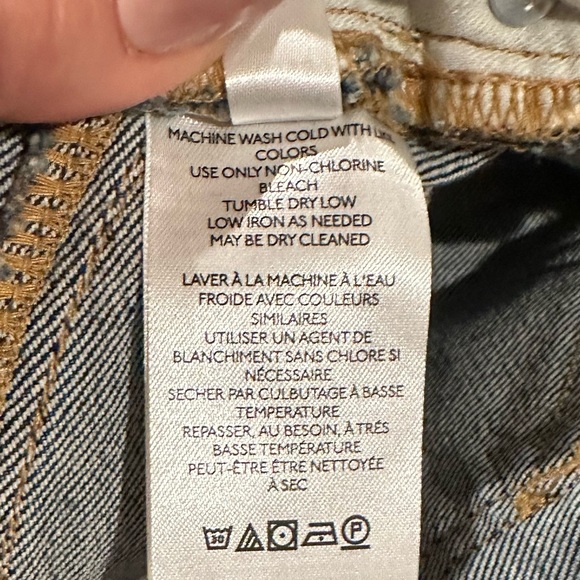 MACHINE WASH COLD WITH LIKE
COLORS
USE ONLY NON-CHLORINE
BLEACH
TUMBLE DRY LOW
LOW IRON AS NEEDED
MAY BE DRY CLEANED
LAVER À LA MACHINE À L'EAU
FROIDE AVEC COULEURS
SIMILAIRES
UTILISER UN AGENT DE
BLANCHIMENT SANS CHLORE SI
NÉCESSAIRE
SECHER PAR CULBUTAGE À BASSE
TEMPERATURE
REPASSER, AU BESOIN, À TRÉS
BASSE TEMPÉRATURE
PEUT-ÊTRE ÊTRE NETTOYÉE
À SEC
30 P